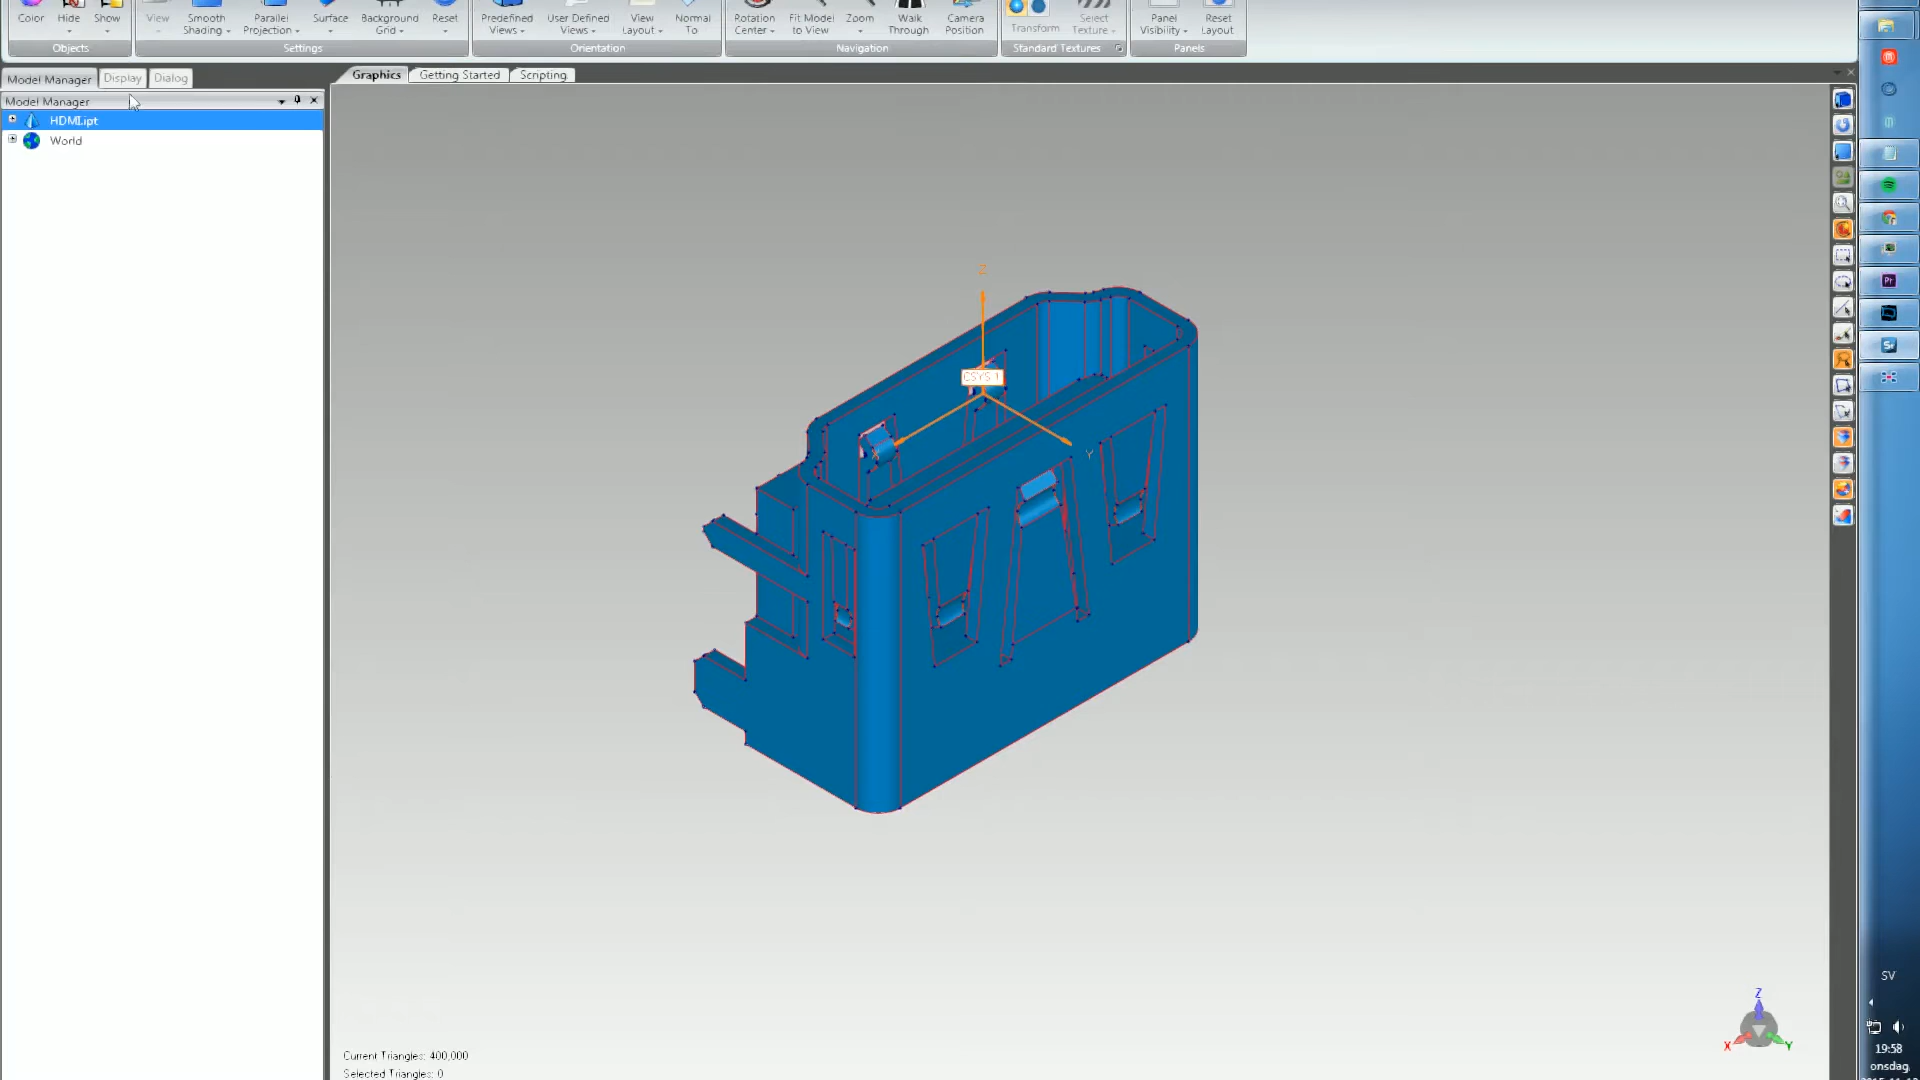 Color Hide Show
Objects
View Smooth Shading Parallel Projection Surface Background Grid Reset
Settings
Predefined Views User Defined Views View Layout Normal To
Orientation
Rotation Center Fit Model to View Zoom Walk Through Camera Position
Navigation
Transform Select Texture
Standard Textures
Panel Visibility Reset Layout
Panels
Model Manager Display Dialog
Graphics Getting Started Scripting
Model Manager
HDMI.ipt
World
Z
CSYS 1
X
Y
Pr
Z
X Y
SV
19:58
onsdag
Current Triangles: 400,000
Selected Triangles: 0